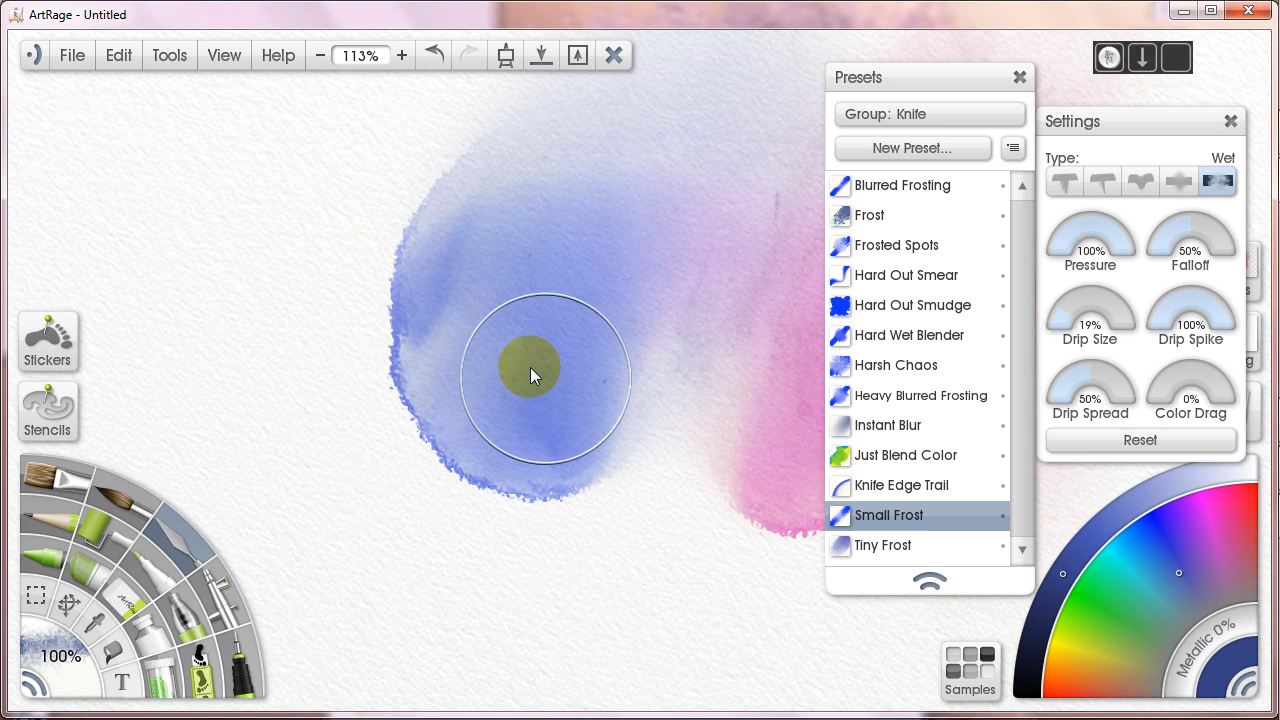 ArtRage - Untitled
File Edit Tools View Help − 113% +
Presets
Group: Knife
New Preset...
Blurred Frosting
Frost
Frosted Spots
Hard Out Smear
Hard Out Smudge
Hard Wet Blender
Harsh Chaos
Heavy Blurred Frosting
Instant Blur
Just Blend Color
Knife Edge Trail
Small Frost
Tiny Frost
Settings
Type: Wet
100% 50%
Pressure Falloff
19% 100%
Drip Size Drip Spike
50% 0%
Drip Spread Color Drag
Reset
Stickers
Stencils
100%
T
Samples
Metallic 0%